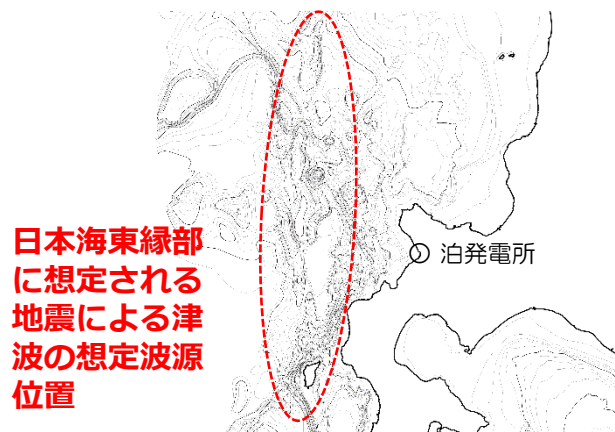 泊発電所
日本海東縁部
に想定される
地震による津
波の想定波源
位置